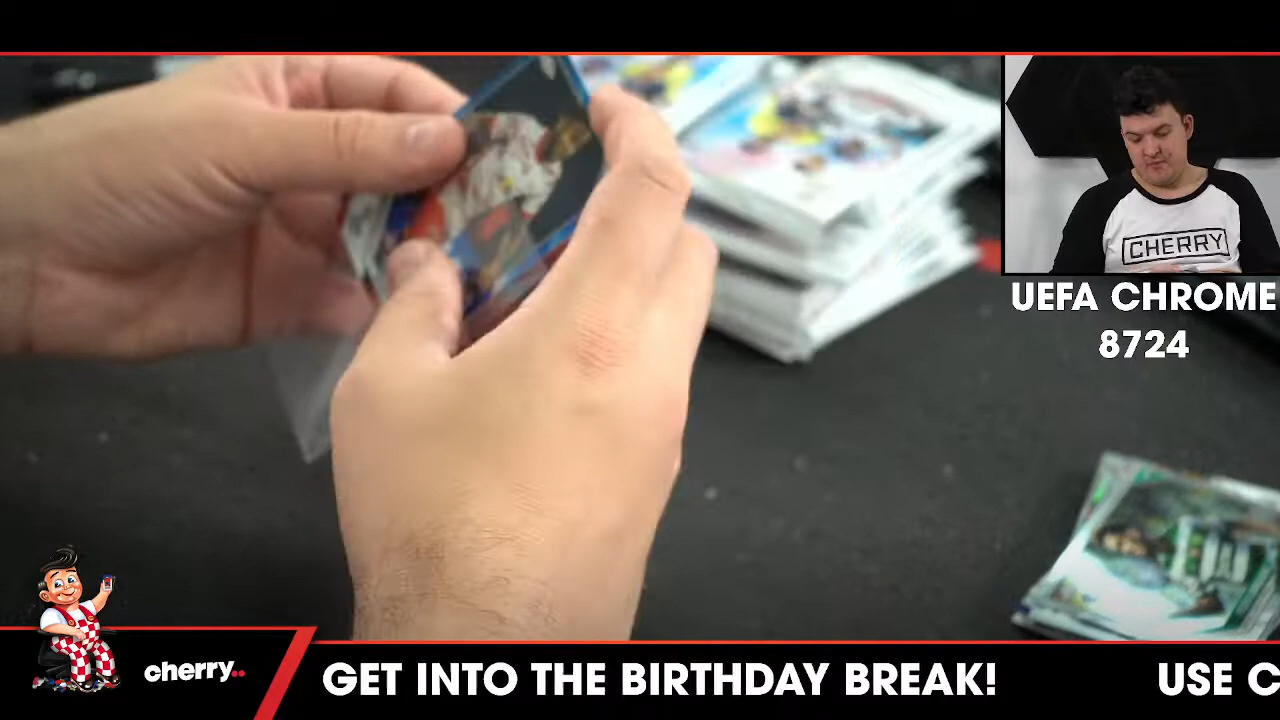 CHERRY
UEFA CHROME
8724
cherry..
GET INTO THE BIRTHDAY BREAK!
USE C